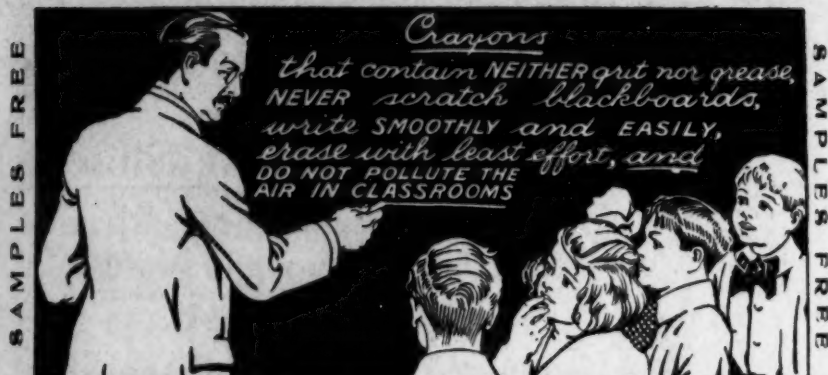 SAMPLES FREE
Crayons
that contain NEITHER grit nor grease,
NEVER scratch blackboards,
write SMOOTHLY and EASILY,
erase with least effort, and
DO NOT POLLUTE THE
AIR IN CLASSROOMS
SAMPLES FREE